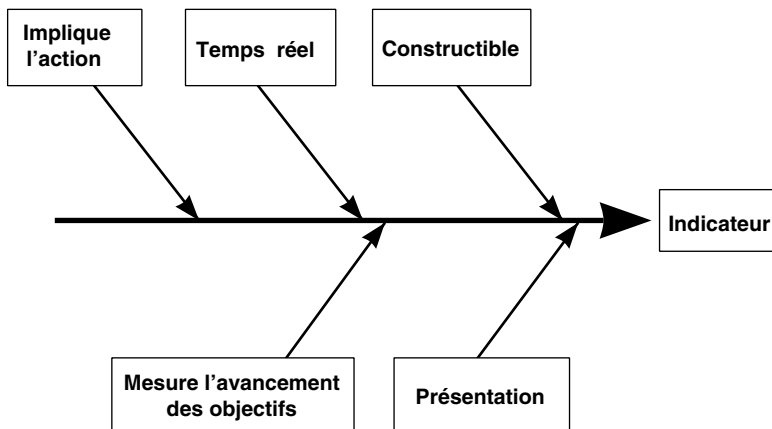 Implique
l’action
Temps réel
Constructible
Indicateur
Mesure l’avancement
des objectifs
Présentation